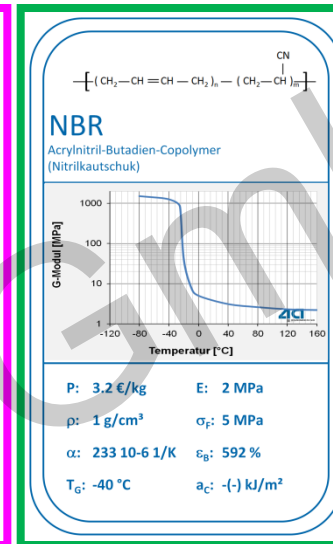 CN
[-( CH₂—CH ═ CH — CH₂)ₙ— ( CH₂—CH )ₘ-]
NBR
Acrylnitril-Butadien-Copolymer
(Nitrilkautschuk)
G-Modul [MPa]
1000
100
10
1
-120 -80 -40 0 40 80 120 160
Temperatur [°C]
P: 3.2 €/kg E: 2 MPa
ρ: 1 g/cm³ σF: 5 MPa
α: 233 10-6 1/K εB: 592 %
TG: -40 °C aC: -(-) kJ/m²